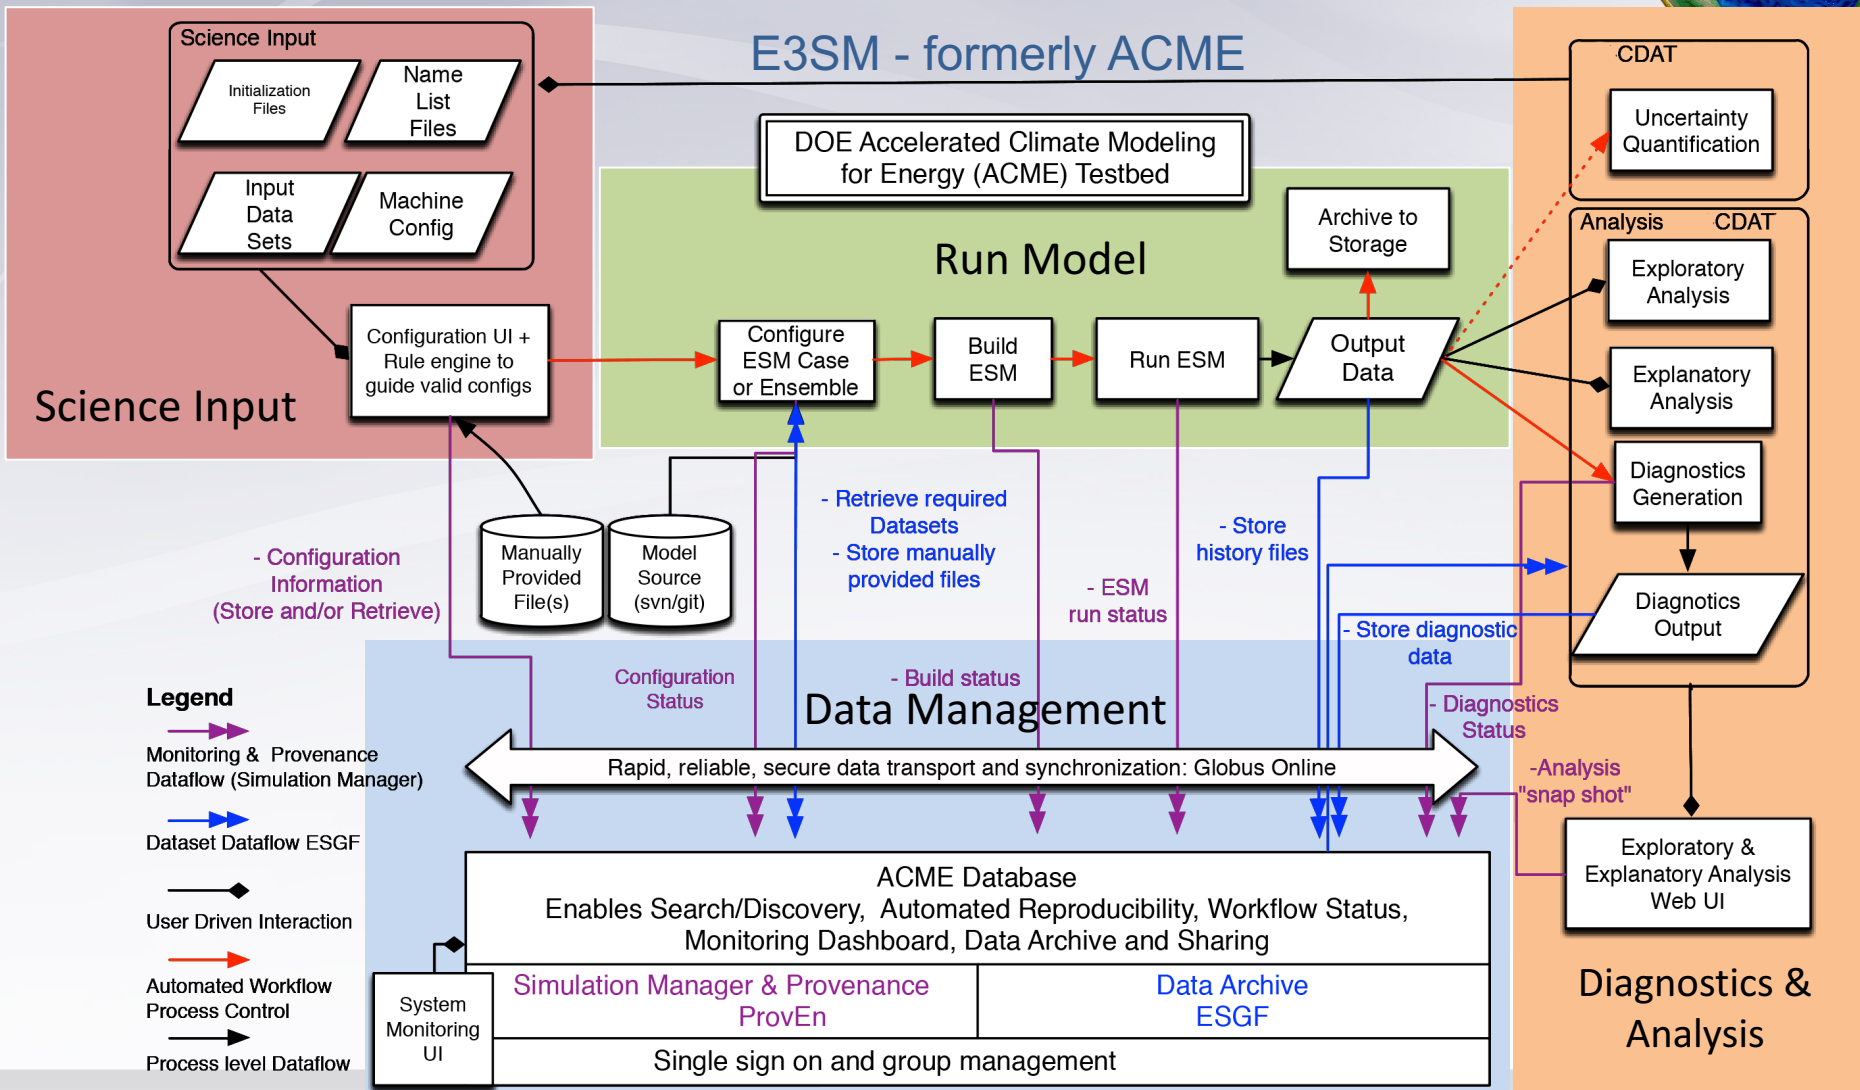 E3SM - formerly ACME
Science Input
Initialization
Files
Name
List
Files
Input
Data
Sets
Machine
Config
Configuration UI +
Rule engine to
guide valid configs
Science Input
DOE Accelerated Climate Modeling
for Energy (ACME) Testbed
Run Model
Archive to
Storage
Configure
ESM Case
or Ensemble
Build
ESM
Run ESM
Output
Data
CDAT
Uncertainty
Quantification
Analysis
CDAT
Exploratory
Analysis
Explanatory
Analysis
Diagnostics
Generation
Diagnotics
Output
Exploratory &
Explanatory Analysis
Web UI
Diagnostics &
Analysis
Manually
Provided
File(s)
Model
Source
(svn/git)
- Configuration
Information
(Store and/or Retrieve)
- Retrieve required
Datasets
- Store manually
provided files
- Store
history files
- ESM
run status
- Store diagnostic
data
Configuration
Status
- Build status
- Diagnostics
Status
-Analysis
"snap shot"
Data Management
Rapid, reliable, secure data transport and synchronization: Globus Online
ACME Database
Enables Search/Discovery, Automated Reproducibility, Workflow Status,
Monitoring Dashboard, Data Archive and Sharing
Simulation Manager & Provenance
ProvEn
Data Archive
ESGF
Single sign on and group management
System
Monitoring
UI
Legend
Monitoring & Provenance
Dataflow (Simulation Manager)
Dataset Dataflow ESGF
User Driven Interaction
Automated Workflow
Process Control
Process level Dataflow